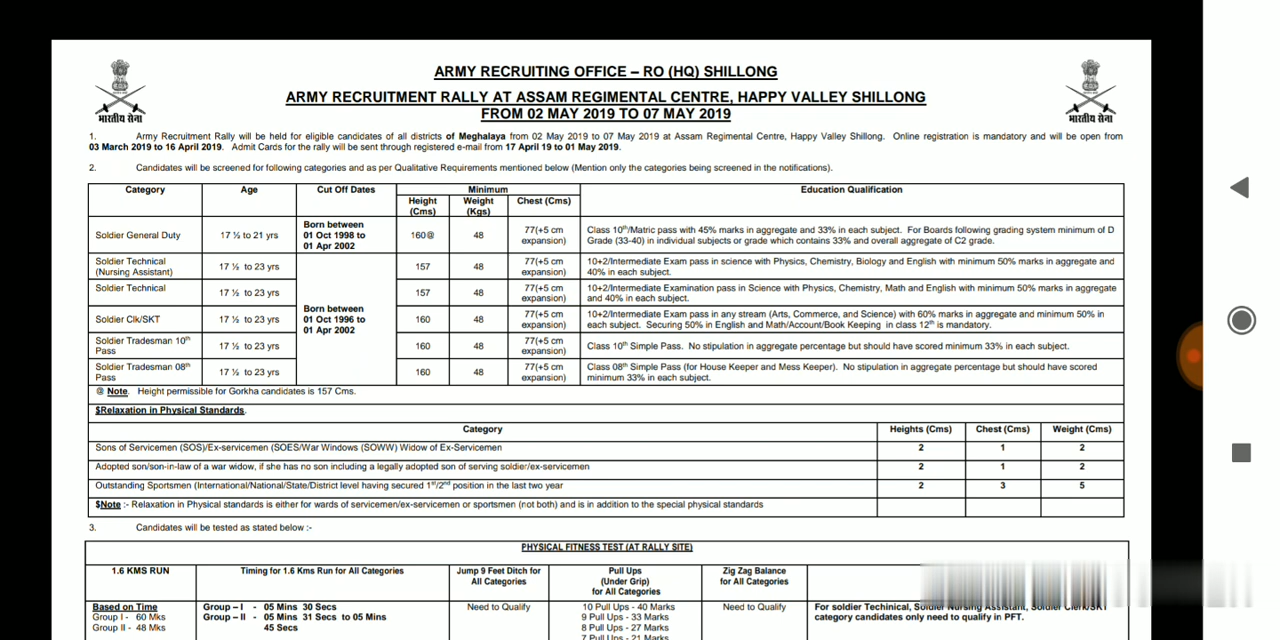 ARMY RECRUITING OFFICE – RO (HQ) SHILLONG
ARMY RECRUITMENT RALLY AT ASSAM REGIMENTAL CENTRE, HAPPY VALLEY SHILLONG
FROM 02 MAY 2019 TO 07 MAY 2019
भारतीय सेना
भारतीय सेना
1. Army Recruitment Rally will be held for eligible candidates of all districts of Meghalaya from 02 May 2019 to 07 May 2019 at Assam Regimental Centre, Happy Valley Shillong. Online registration is mandatory and will be open from
03 March 2019 to 16 April 2019. Admit Cards for the rally will be sent through registered e-mail from 17 April 19 to 01 May 2019.
2. Candidates will be screened for following categories and as per Qualitative Requirements mentioned below (Mention only the categories being screened in the notifications).
Category Age Cut Off Dates Minimum Education Qualification
Height (Cms) Weight (Kgs) Chest (Cms)
Soldier General Duty 17 ½ to 21 yrs Born between 01 Oct 1998 to 01 Apr 2002 160@ 48 77(+5 cm expansion) Class 10th/Matric pass with 45% marks in aggregate and 33% in each subject. For Boards following grading system minimum of D
Grade (33-40) in individual subjects or grade which contains 33% and overall aggregate of C2 grade.
Soldier Technical (Nursing Assistant) 17 ½ to 23 yrs Born between 01 Oct 1996 to 01 Apr 2002 157 48 77(+5 cm expansion) 10+2/Intermediate Exam pass in science with Physics, Chemistry, Biology and English with minimum 50% marks in aggregate and
40% in each subject.
Soldier Technical 17 ½ to 23 yrs 157 48 77(+5 cm expansion) 10+2/Intermediate Examination pass in Science with Physics, Chemistry, Math and English with minimum 50% marks in aggregate
and 40% in each subject.
Soldier Clk/SKT 17 ½ to 23 yrs 160 48 77(+5 cm expansion) 10+2/Intermediate Exam pass in any stream (Arts, Commerce, and Science) with 60% marks in aggregate and minimum 50% in
each subject. Securing 50% in English and Math/Account/Book Keeping in class 12th is mandatory.
Soldier Tradesman 10th Pass 17 ½ to 23 yrs 160 48 77(+5 cm expansion) Class 10th Simple Pass. No stipulation in aggregate percentage but should have scored minimum 33% in each subject.
Soldier Tradesman 08th Pass 17 ½ to 23 yrs 160 48 77(+5 cm expansion) Class 08th Simple Pass (for House Keeper and Mess Keeper). No stipulation in aggregate percentage but should have scored
minimum 33% in each subject.
@ Note. Height permissible for Gorkha candidates is 157 Cms.
$Relaxation in Physical Standards.
Category Heights (Cms) Chest (Cms) Weight (Cms)
Sons of Servicemen (SOS)/Ex-servicemen (SOES/War Windows (SOWW) Widow of Ex-Servicemen 2 1 2
Adopted son/son-in-law of a war widow, if she has no son including a legally adopted son of serving soldier/ex-servicemen 2 1 2
Outstanding Sportsmen (International/National/State/District level having secured 1st/2nd position in the last two year 2 3 5
$Note :- Relaxation in Physical standards is either for wards of servicemen/ex-servicemen or sportsmen (not both) and is in addition to the special physical standards
3. Candidates will be tested as stated below :-
PHYSICAL FITNESS TEST (AT RALLY SITE)
1.6 KMS RUN Timing for 1.6 Kms Run for All Categories Jump 9 Feet Ditch for All Categories Pull Ups (Under Grip) for All Categories Zig Zag Balance for All Categories
Based on Time Group – I - 05 Mins 30 Secs Need to Qualify 10 Pull Ups - 40 Marks Need to Qualify For soldier Techinical, Soldier Nursing Assistant, Soldier Clerk/SKT
Group I - 60 Mks Group – II - 05 Mins 31 Secs to 05 Mins 9 Pull Ups - 33 Marks category candidates only need to qualify in PFT.
Group II - 48 Mks 45 Secs 8 Pull Ups - 27 Marks
7 Pull Ups - 21 Marks